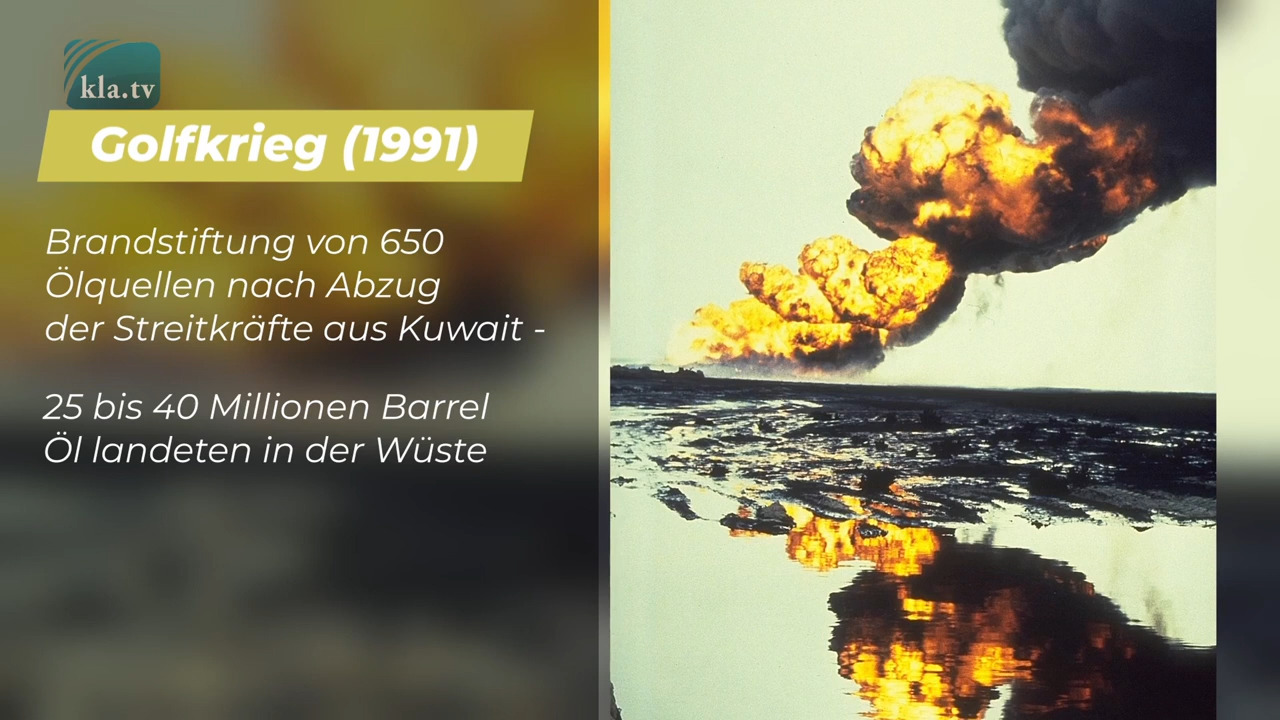 kla.tv
Golfkrieg (1991)
Brandstiftung von 650
Ölquellen nach Abzug
der Streitkräfte aus Kuwait -
25 bis 40 Millionen Barrel
Öl landeten in der Wüste